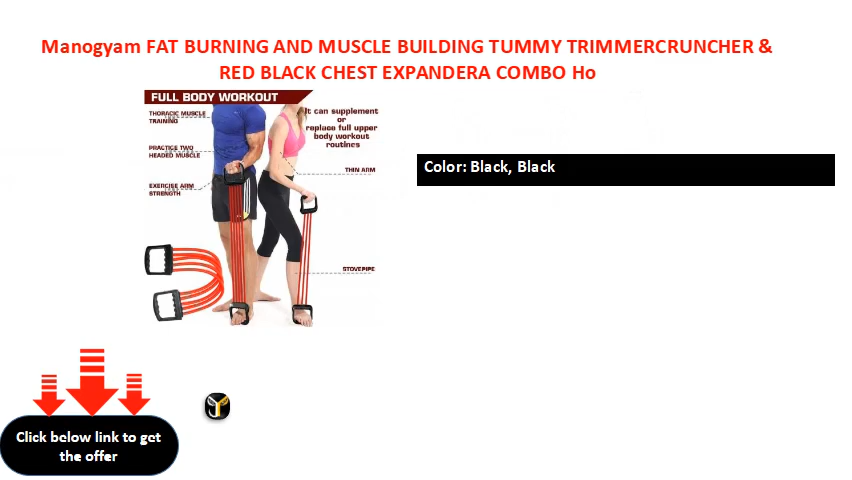 Manogyam FAT BURNING AND MUSCLE BUILDING TUMMY TRIMMERCRUNCHER &
RED BLACK CHEST EXPANDERA COMBO Ho
FULL BODY WORKOUT
THORACIC MUSCLE
TRAINING
It can supplement
or
replace full upper
body workout
routines
PRACTICE TWO
HEADED MUSCLE
THIN ARM
EXERCISE ARM
STRENGTH
STOVEPIPE
Color: Black, Black
Click below link to get
the offer